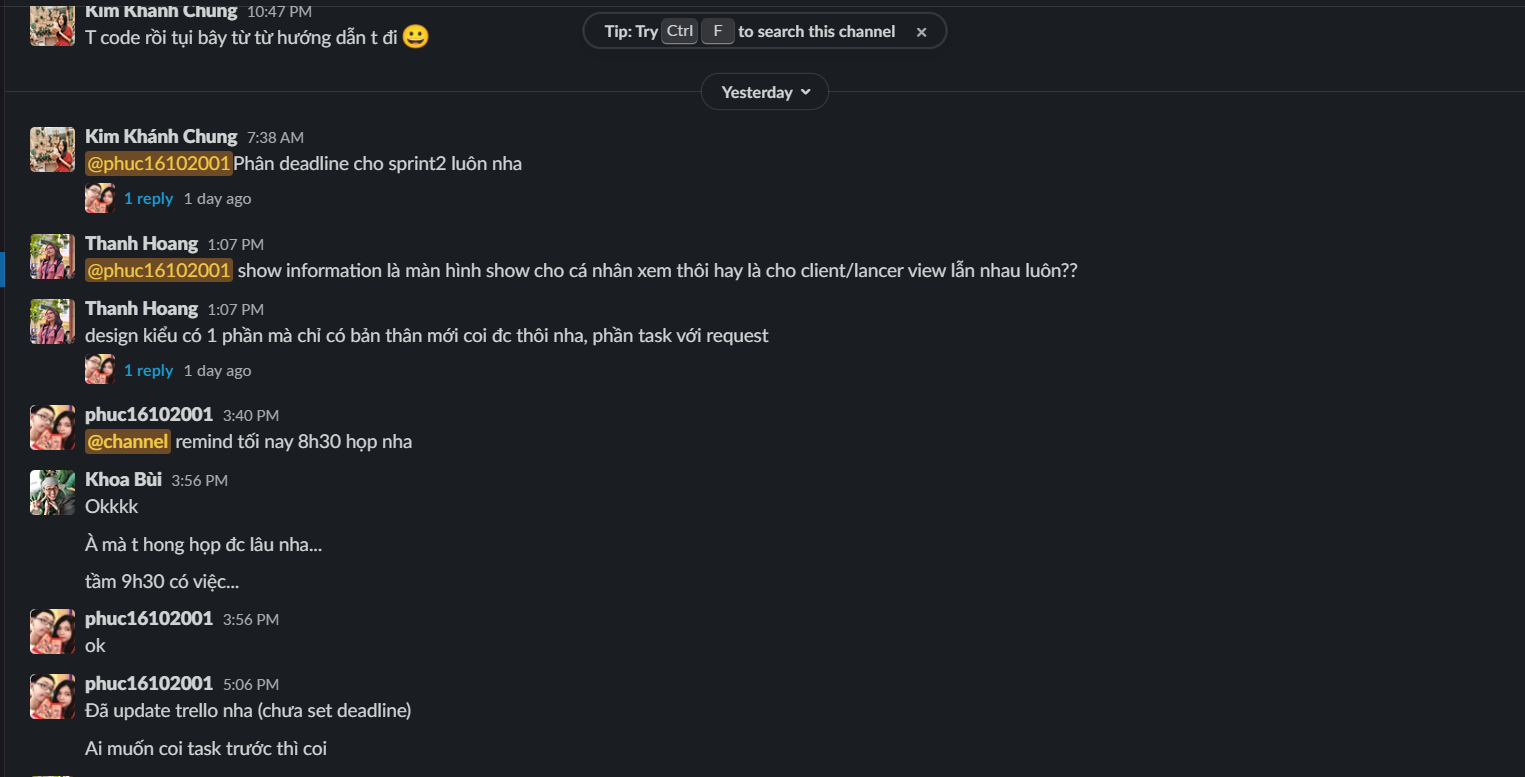 Kim Khánh Chung 10:47 PM
T code rồi tụi bây từ từ hướng dẫn t đi 😀
Tip: Try Ctrl F to search this channel ×
Yesterday
Kim Khánh Chung 7:38 AM
@phuc16102001Phân deadline cho sprint2 luôn nha
1 reply 1 day ago
Thanh Hoang 1:07 PM
@phuc16102001 show information là màn hình show cho cá nhân xem thôi hay là cho client/lancer view lẫn nhau luôn??
Thanh Hoang 1:07 PM
design kiểu có 1 phần mà chỉ có bản thân mới coi đc thôi nha, phần task với request
1 reply 1 day ago
phuc16102001 3:40 PM
@channel remind tối nay 8h30 họp nha
Khoa Bùi 3:56 PM
Okkkk
À mà t hong họp đc lâu nha...
tầm 9h30 có việc...
phuc16102001 3:56 PM
ok
phuc16102001 5:06 PM
Đã update trello nha (chưa set deadline)
Ai muốn coi task trước thì coi